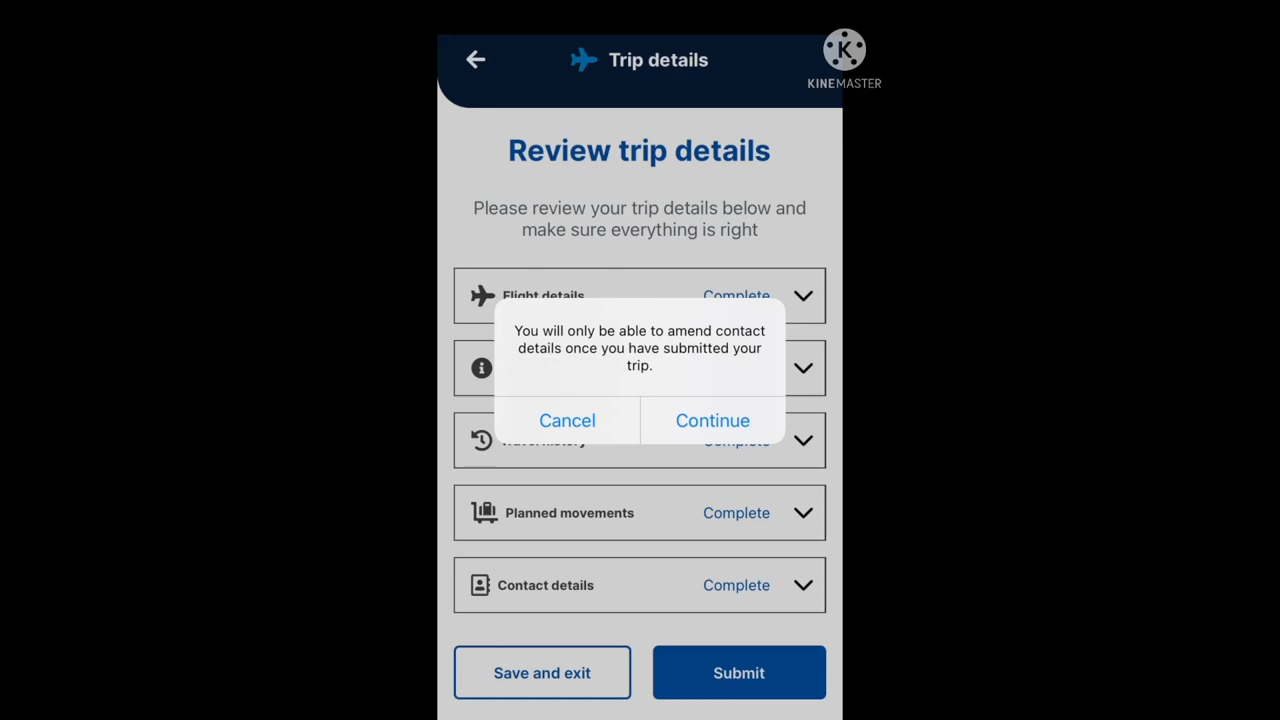 Trip details
K
KINEMASTER
Review trip details
Please review your trip details below and
make sure everything is right
Flight details Complete
You will only be able to amend contact
details once you have submitted your
trip.
Cancel Continue
Planned movements Complete
Contact details Complete
Save and exit Submit